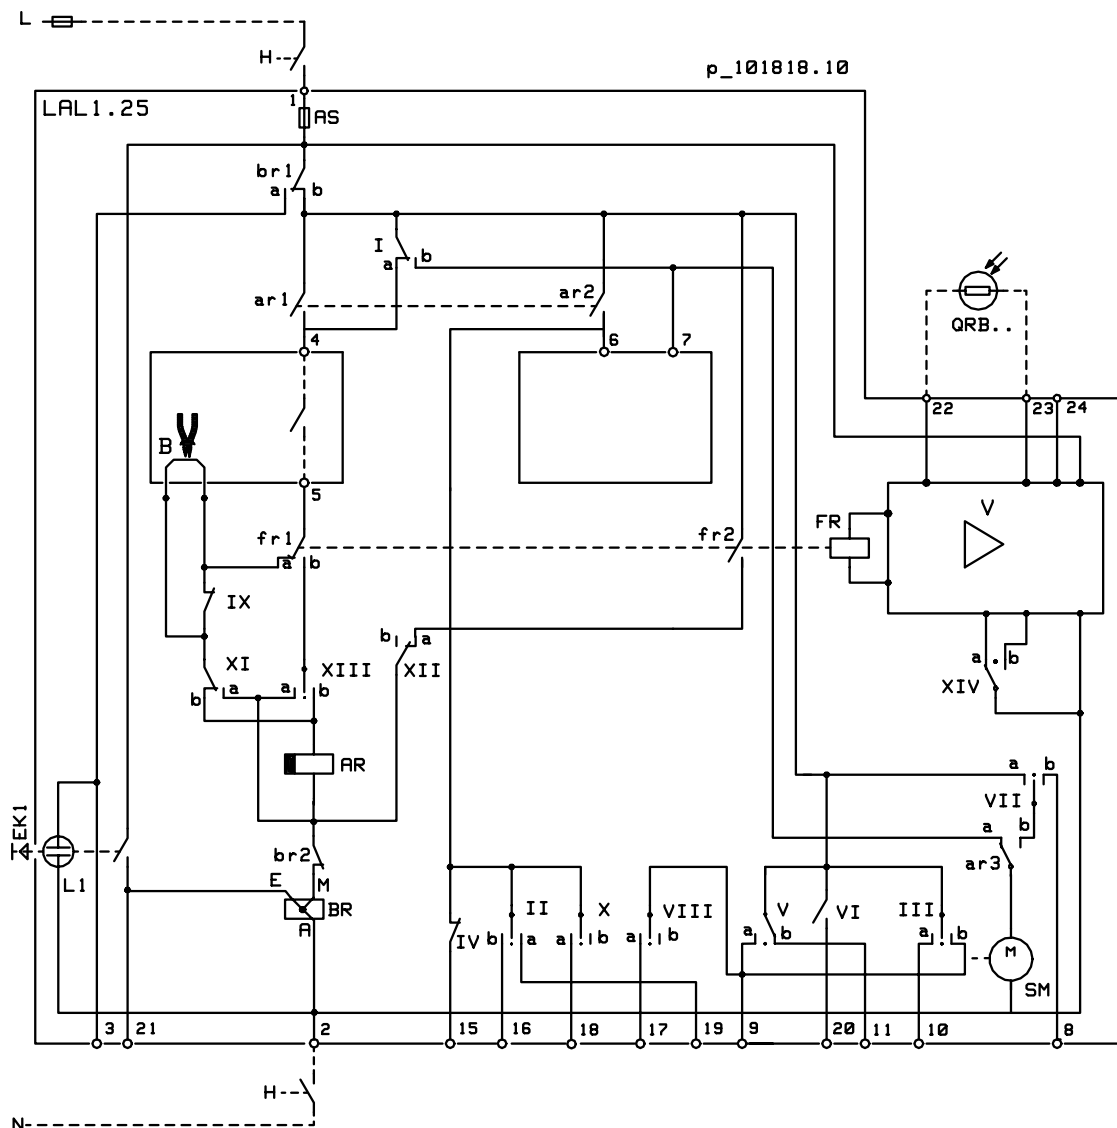 L
H
p_101818.10
1
LAL1.25
AS
br1
a b
I
a b
ar1 ar2
QRB..
4 6 7
22 23 24
B
5
V
fr1 fr2 FR
a b
IX
b a
XI XIII XII
a a b
b
a b
XIV
AR
a b
VII
EK1
a b
br2 ar3
E M
L1
BR
A
II X VIII V VI III
IV b a a b a b a b a b
M
SM
3 21 2 15 16 18 17 19 9 20 11 10 8
H
N